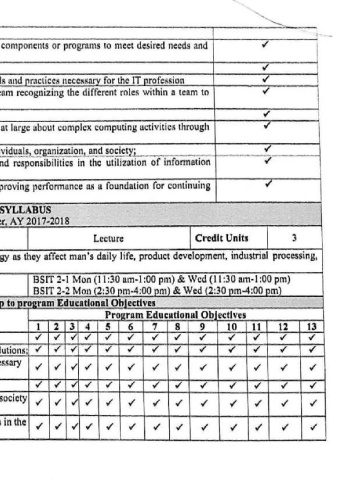 components or programs to meet desired needs and ✓
✓
ls and practices necessary for the IT profession ✓
eam recognizing the different roles within a team to ✓
✓
at large about complex computing activities through ✓
viduals, organization, and society; ✓
nd responsibilities in the utilization of information ✓
proving performance as a foundation for continuing ✓
SYLLABUS
er, AY 2017-2018
Lecture Credit Units 3
gy as they affect man's daily life, product development, industrial processing,
BSIT 2-1 Mon (11:30 am-1:00 pm) & Wed (11:30 am-1:00 pm)
BSIT 2-2 Mon (2:30 pm-4:00 pm) & Wed (2:30 pm-4:00 pm)
p to program Educational Objectives
Program Educational Objectives
1 2 3 4 5 6 7 8 9 10 11 12 13
✓ ✓ ✓ ✓ ✓ ✓ ✓ ✓ ✓ ✓ ✓ ✓ ✓
lutions; ✓ ✓ ✓ ✓ ✓ ✓ ✓ ✓ ✓ ✓ ✓ ✓ ✓
essary ✓ ✓ ✓ ✓ ✓ ✓ ✓ ✓ ✓ ✓ ✓ ✓ ✓
✓ ✓ ✓ ✓ ✓ ✓ ✓ ✓ ✓ ✓ ✓ ✓ ✓
society ✓ ✓ ✓ ✓ ✓ ✓ ✓ ✓ ✓ ✓ ✓ ✓ ✓
s in the ✓ ✓ ✓ ✓ ✓ ✓ ✓ ✓ ✓ ✓ ✓ ✓ ✓